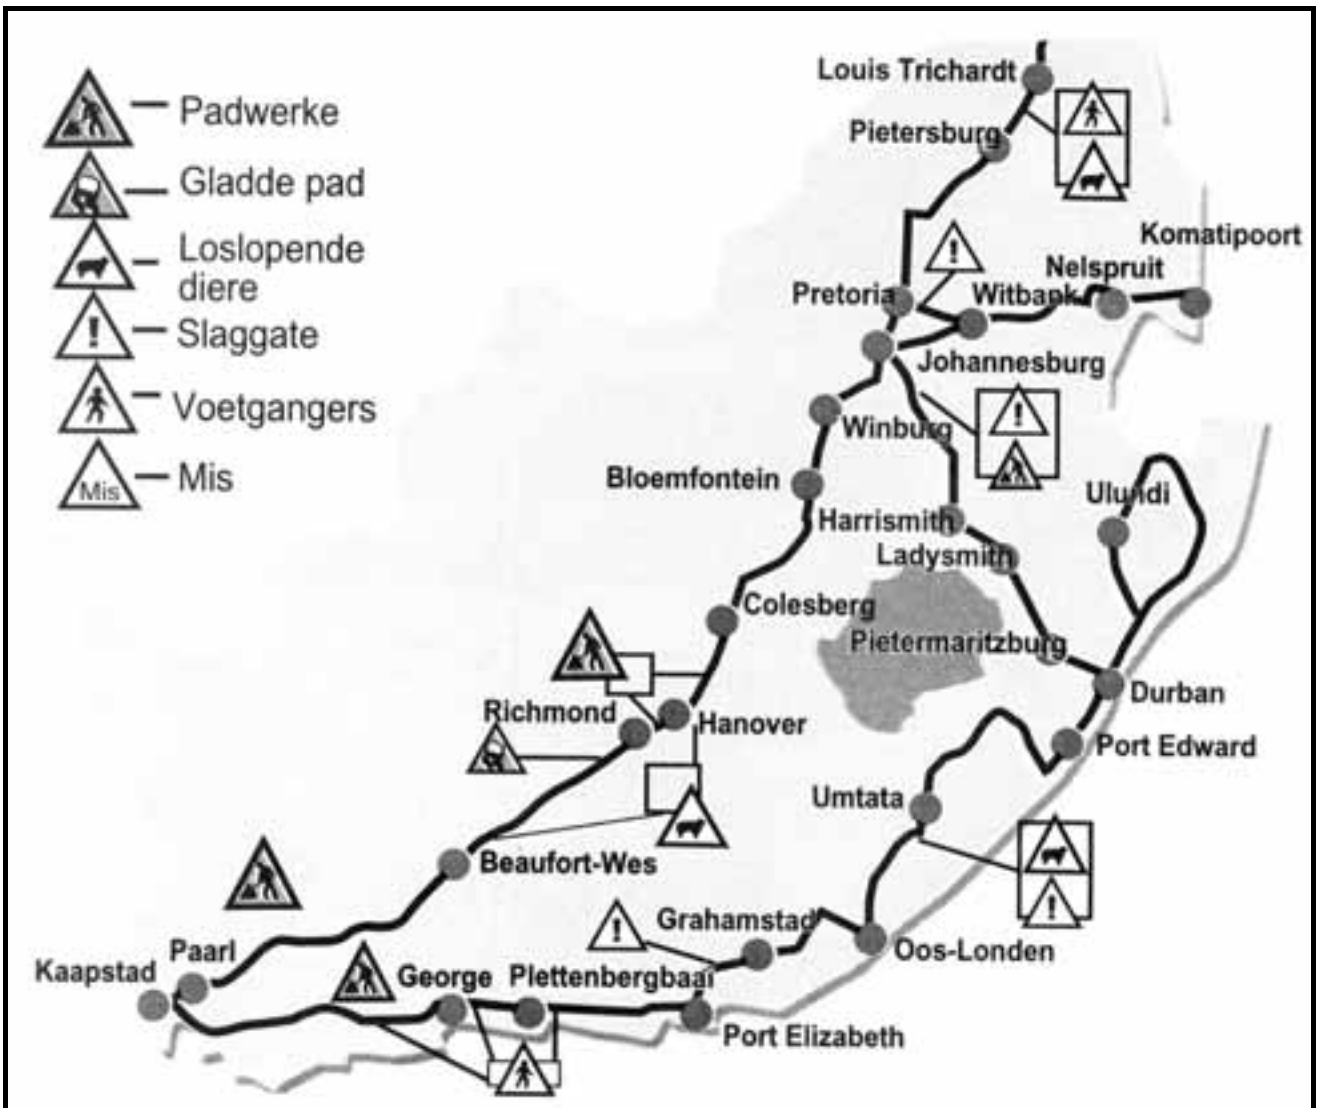 Padwerke
Gladde pad
Loslopende
diere
!
Slaggate
Voetgangers
Mis
Mis
Louis Trichardt
Pietersburg
Komatipoort
!
Nelspruit
Pretoria
Witbank
Johannesburg
!
Winburg
Bloemfontein
Ulundi
Harrismith
Ladysmith
Colesberg
Pietermaritzburg
Durban
Richmond
Hanover
Port Edward
Umtata
Beaufort-Wes
!
Grahamstad
!
Oos-Londen
Paarl
Kaapstad
George
Plettenbergbaai
Port Elizabeth